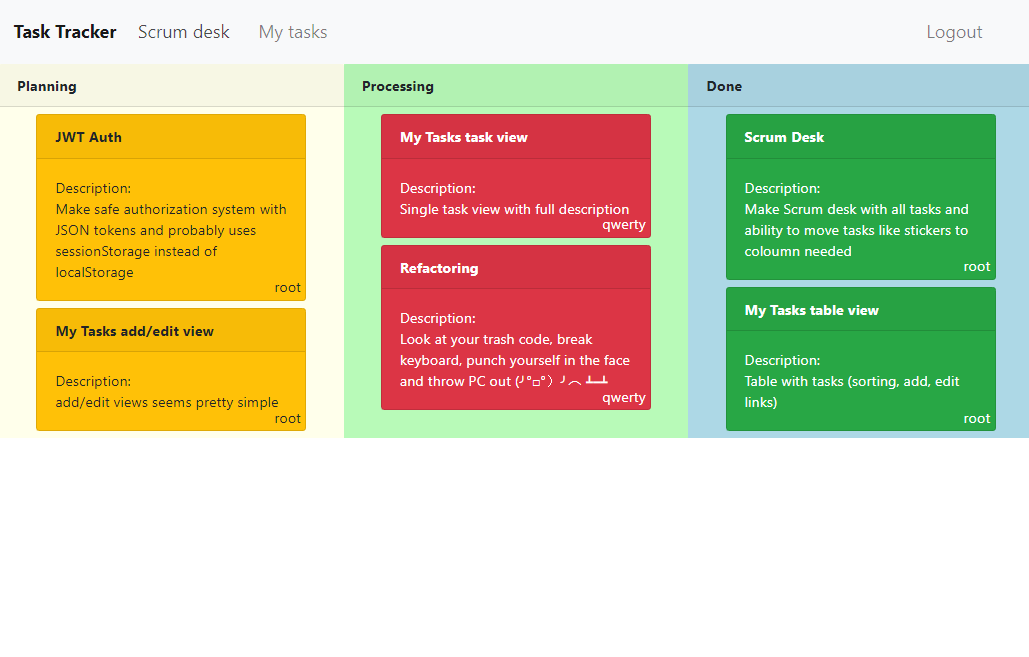 Task Tracker Scrum desk My tasks Logout
Planning
JWT Auth
Description:
Make safe authorization system with
JSON tokens and probably uses
sessionStorage instead of
localStorage
root
My Tasks add/edit view
Description:
add/edit views seems pretty simple
root
Processing
My Tasks task view
Description:
Single task view with full description
qwerty
Refactoring
Description:
Look at your trash code, break
keyboard, punch yourself in the face
and throw PC out (╯°□°）╯︵ ┻━┻
qwerty
Done
Scrum Desk
Description:
Make Scrum desk with all tasks and
ability to move tasks like stickers to
coloumn needed
root
My Tasks table view
Description:
Table with tasks (sorting, add, edit
links)
root